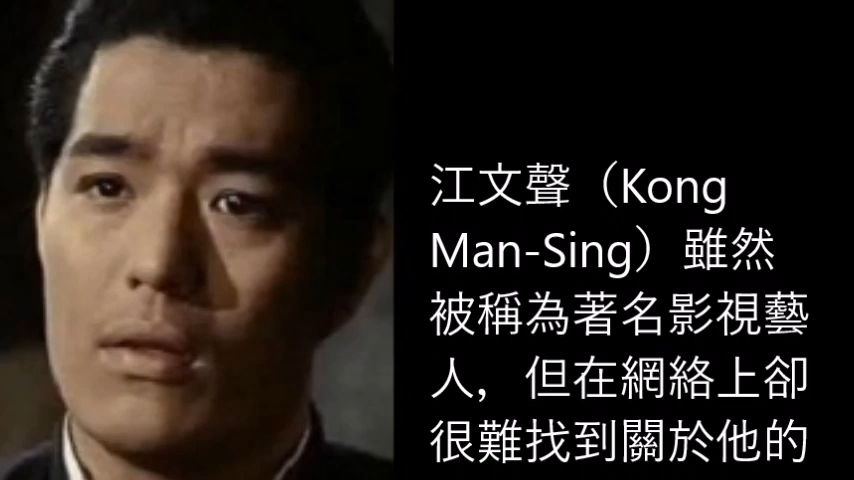 江文聲（Kong
Man-Sing）雖然
被稱為著名影視藝
人，但在網絡上卻
很難找到關於他的